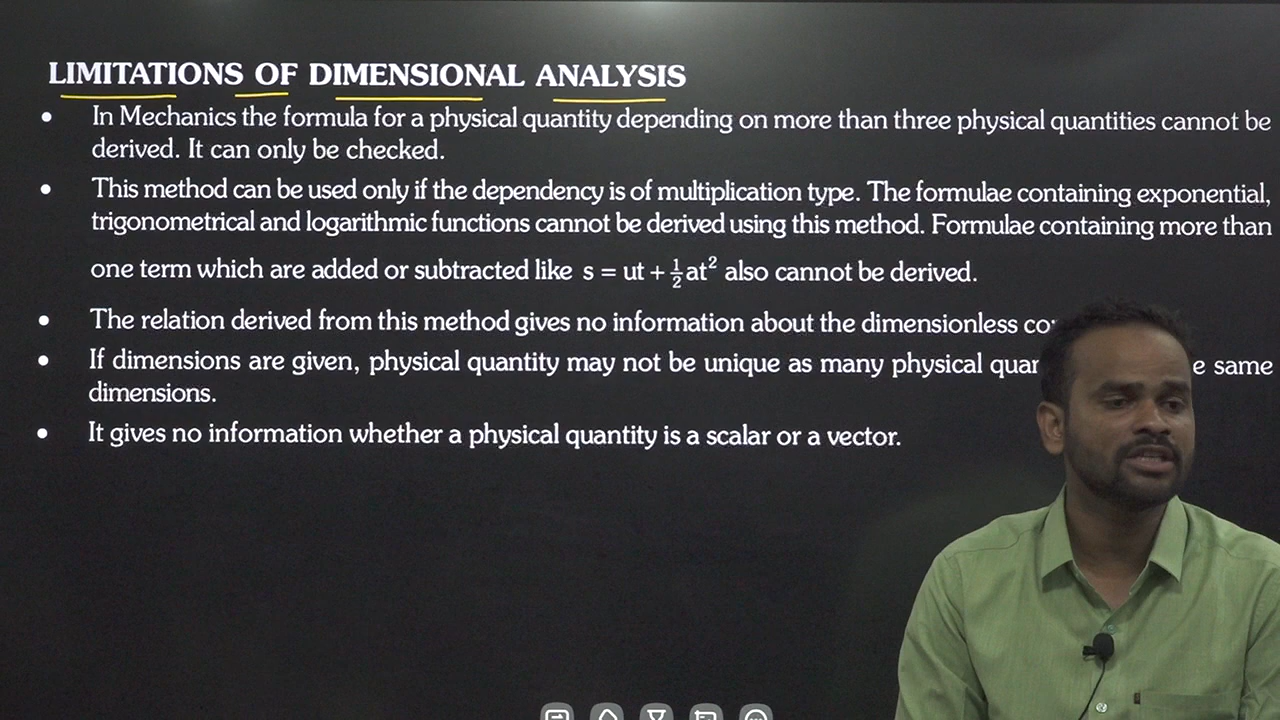 LIMITATIONS OF DIMENSIONAL ANALYSIS
• In Mechanics the formula for a physical quantity depending on more than three physical quantities cannot be
derived. It can only be checked.
• This method can be used only if the dependency is of multiplication type. The formulae containing exponential,
trigonometrical and logarithmic functions cannot be derived using this method. Formulae containing more than
one term which are added or subtracted like s = ut + ½at² also cannot be derived.
• The relation derived from this method gives no information about the dimensionless
• If dimensions are given, physical quantity may not be unique as many physical same
dimensions.
• It gives no information whether a physical quantity is a scalar or a vector.